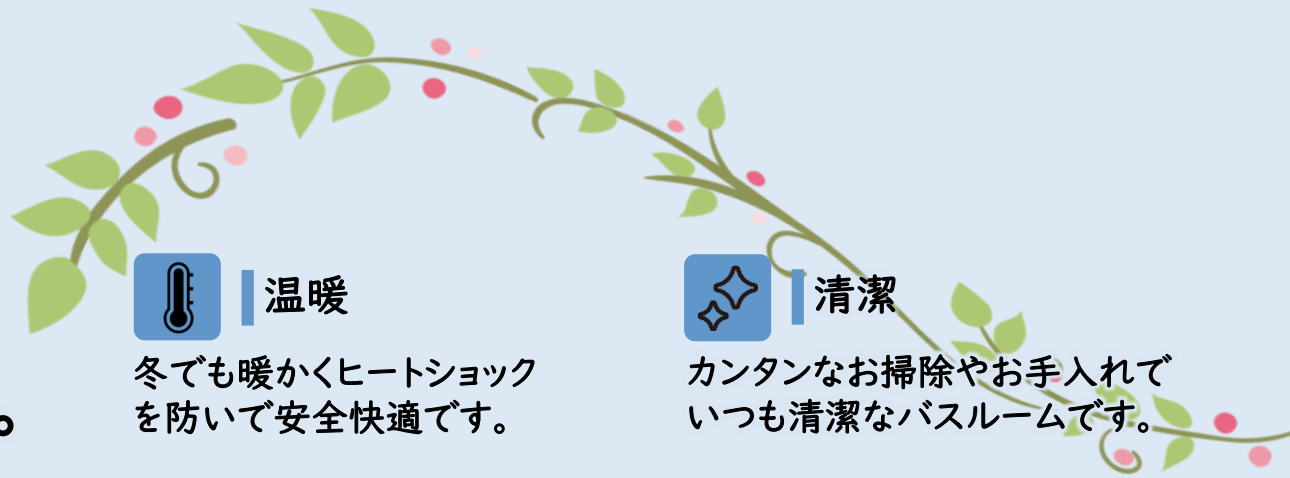 温暖
冬でも暖かくヒートショック
を防いで安全快適です。
清潔
カンタンなお掃除やお手入れで
いつも清潔なバスルームです。
。